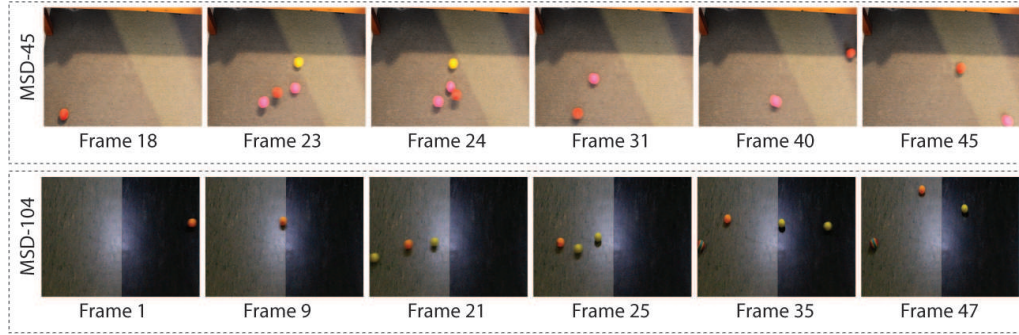 MSD-45
Frame 18
Frame 23
Frame 24
Frame 31
Frame 40
Frame 45
MSD-104
Frame 1
Frame 9
Frame 21
Frame 25
Frame 35
Frame 47